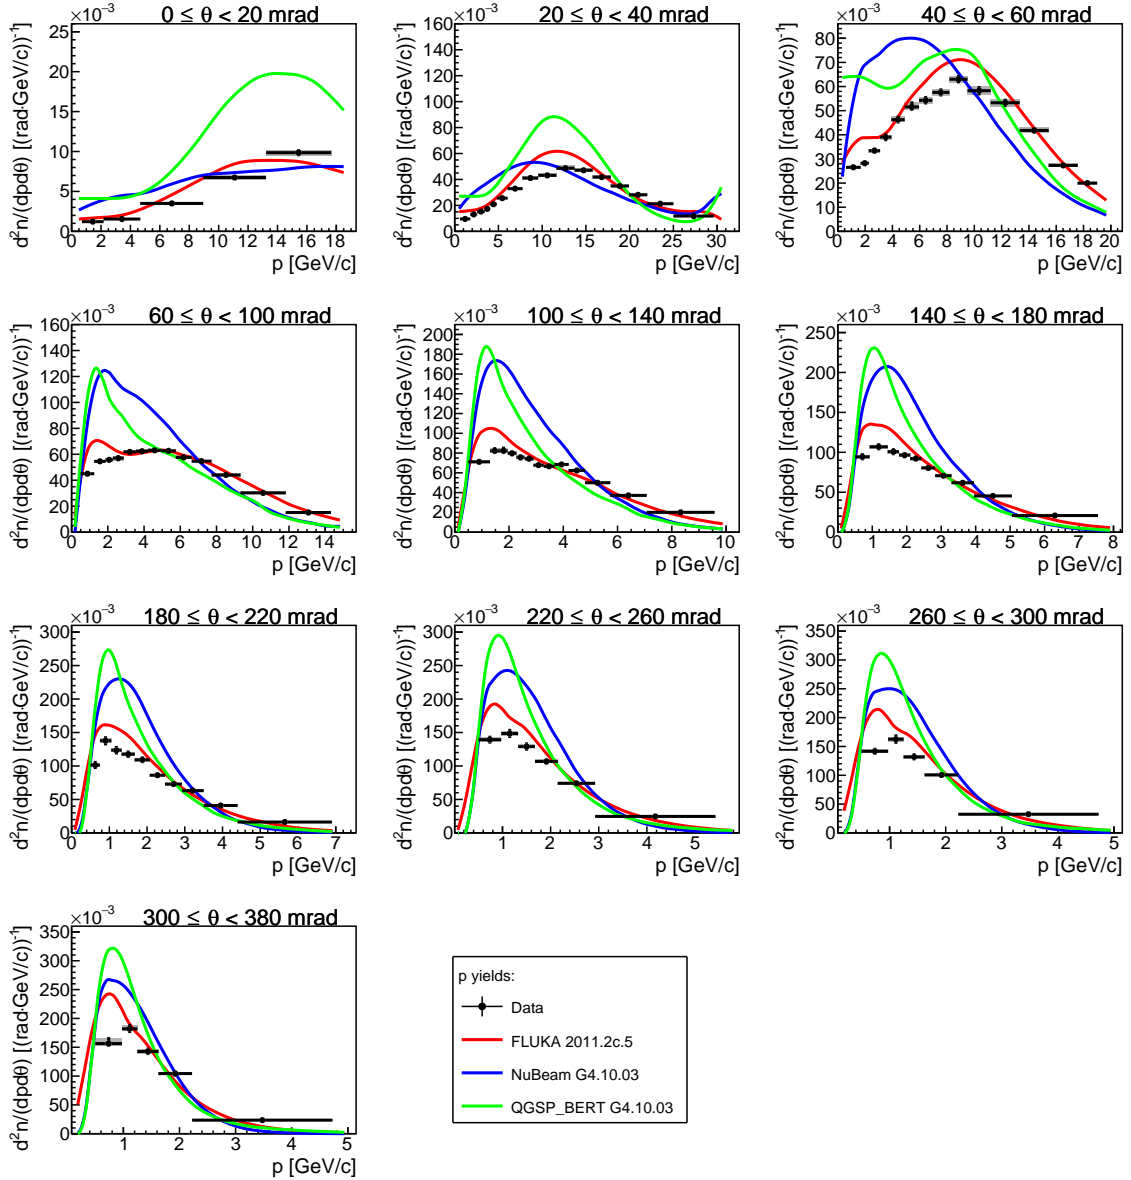 ×10⁻³ 0 ≤ θ < 20 mrad
d²n/(dpdθ) [(rad·GeV/c))⁻¹]
25
20
15
10
5
0
0 2 4 6 8 10 12 14 16 18
p [GeV/c]
×10⁻³ 20 ≤ θ < 40 mrad
d²n/(dpdθ) [(rad·GeV/c))⁻¹]
160
140
120
100
80
60
40
20
0
0 5 10 15 20 25 30
p [GeV/c]
×10⁻³ 40 ≤ θ < 60 mrad
d²n/(dpdθ) [(rad·GeV/c))⁻¹]
80
70
60
50
40
30
20
10
0
0 2 4 6 8 10 12 14 16 18 20
p [GeV/c]
×10⁻³ 60 ≤ θ < 100 mrad
d²n/(dpdθ) [(rad·GeV/c))⁻¹]
160
140
120
100
80
60
40
20
0
0 2 4 6 8 10 12 14
p [GeV/c]
×10⁻³ 100 ≤ θ < 140 mrad
d²n/(dpdθ) [(rad·GeV/c))⁻¹]
200
180
160
140
120
100
80
60
40
20
0
0 2 4 6 8 10
p [GeV/c]
×10⁻³ 140 ≤ θ < 180 mrad
d²n/(dpdθ) [(rad·GeV/c))⁻¹]
250
200
150
100
50
0
0 1 2 3 4 5 6 7 8
p [GeV/c]
×10⁻³ 180 ≤ θ < 220 mrad
d²n/(dpdθ) [(rad·GeV/c))⁻¹]
300
250
200
150
100
50
0
0 1 2 3 4 5 6 7
p [GeV/c]
×10⁻³ 220 ≤ θ < 260 mrad
d²n/(dpdθ) [(rad·GeV/c))⁻¹]
300
250
200
150
100
50
0
1 2 3 4 5
p [GeV/c]
×10⁻³ 260 ≤ θ < 300 mrad
d²n/(dpdθ) [(rad·GeV/c))⁻¹]
350
300
250
200
150
100
50
0
1 2 3 4 5
p [GeV/c]
×10⁻³ 300 ≤ θ < 380 mrad
d²n/(dpdθ) [(rad·GeV/c))⁻¹]
350
300
250
200
150
100
50
0
1 2 3 4 5
p [GeV/c]
p yields:
Data
FLUKA 2011.2c.5
NuBeam G4.10.03
QGSP_BERT G4.10.03